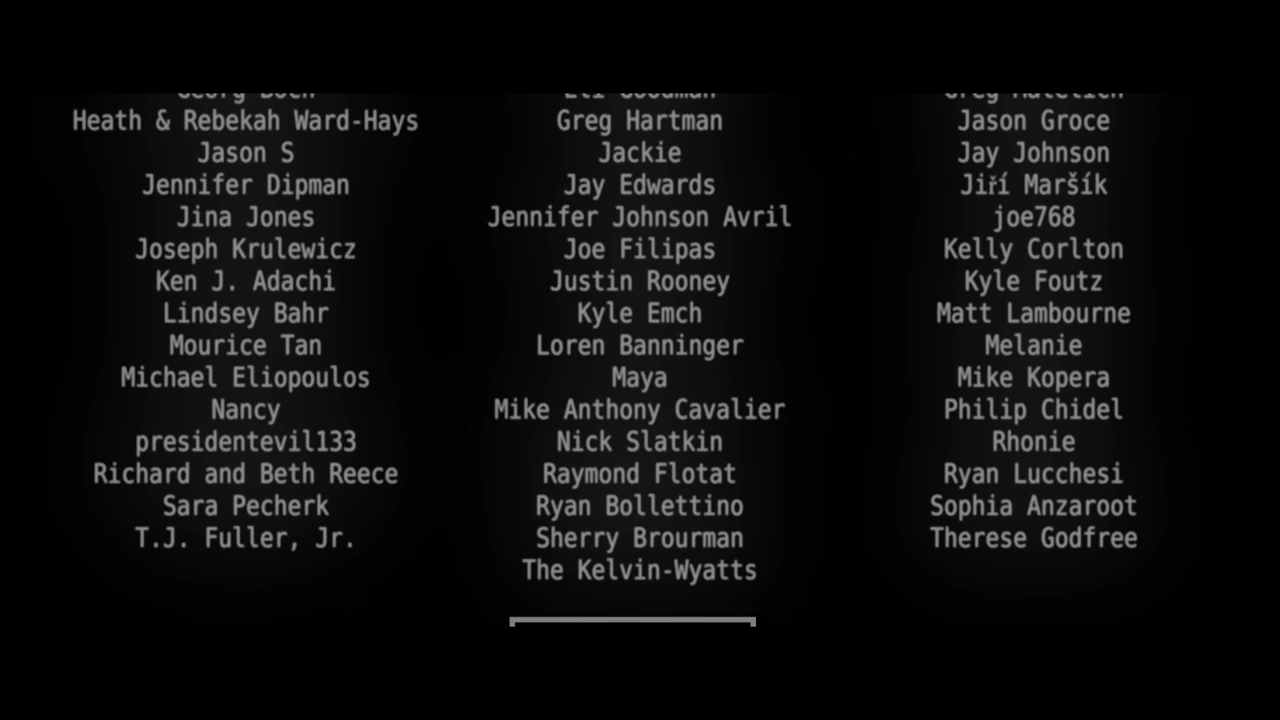 Heath & Rebekah Ward-Hays
Jason S
Jennifer Dipman
Jina Jones
Joseph Krulewicz
Ken J. Adachi
Lindsey Bahr
Mourice Tan
Michael Eliopoulos
Nancy
presidentevil133
Richard and Beth Reece
Sara Pecherk
T.J. Fuller, Jr.
Greg Hartman
Jackie
Jay Edwards
Jennifer Johnson Avril
Joe Filipas
Justin Rooney
Kyle Emch
Loren Banninger
Maya
Mike Anthony Cavalier
Nick Slatkin
Raymond Flotat
Ryan Bollettino
Sherry Brourman
The Kelvin-Wyatts
Jason Groce
Jay Johnson
Jiří Maršík
joe768
Kelly Corlton
Kyle Foutz
Matt Lambourne
Melanie
Mike Kopera
Philip Chidel
Rhonie
Ryan Lucchesi
Sophia Anzaroot
Therese Godfree